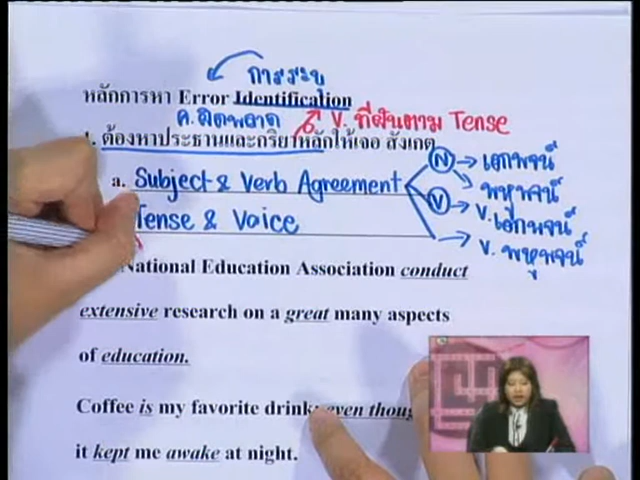 การระบุ
หลักการหา Error Identification
ค.ผิดพลาด V. ที่ผันตาม Tense
1. ต้องหาประธานและกริยาหลักให้เจอ สังเกต
a. Subject & Verb Agreement
N → เอกพจน์
→ พหูพจน์
V → V. เอกพจน์
→ V. พหูพจน์
Tense & Voice
National Education Association conduct
extensive research on a great many aspects
of education.
Coffee is my favorite drink; even thou
it kept me awake at night.